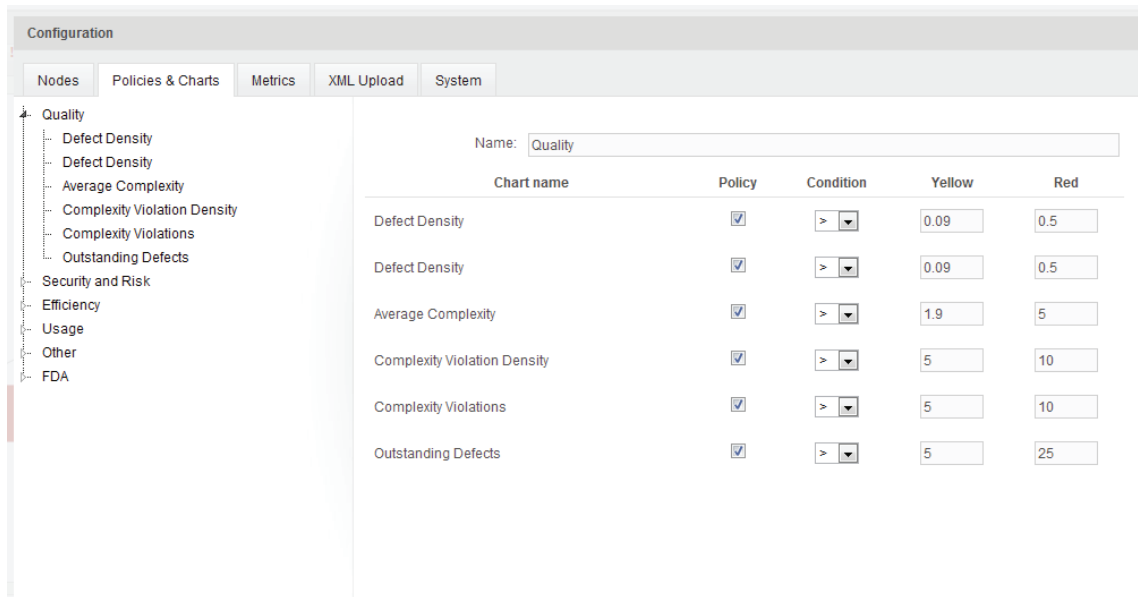 Configuration
Nodes Policies & Charts Metrics XML Upload System
Quality
Defect Density
Defect Density
Average Complexity
Complexity Violation Density
Complexity Violations
Outstanding Defects
Security and Risk
Efficiency
Usage
Other
FDA
Name: Quality
Chart name Policy Condition Yellow Red
Defect Density > 0.09 0.5
Defect Density > 0.09 0.5
Average Complexity > 1.9 5
Complexity Violation Density > 5 10
Complexity Violations > 5 10
Outstanding Defects > 5 25